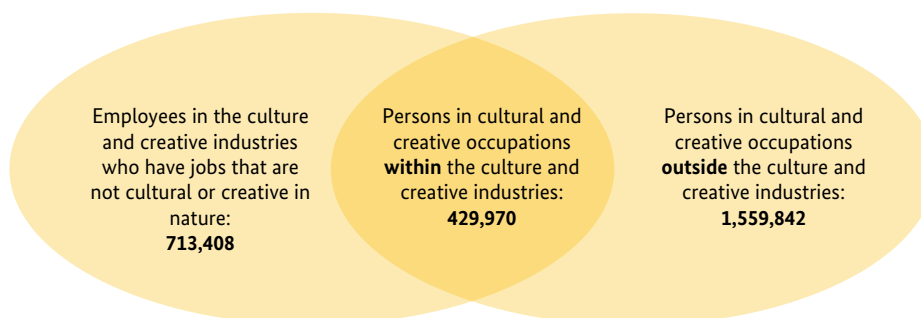 Employees in the culture
and creative industries
who have jobs that are
not cultural or creative in
nature:
713,408
Persons in cultural and
creative occupations
within the culture and
creative industries:
429,970
Persons in cultural and
creative occupations
outside the culture and
creative industries:
1,559,842